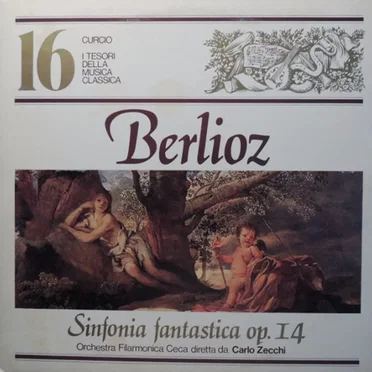 16
CURCIO
I TESORI
DELLA
MUSICA
CLASSICA
Berlioz
Sinfonia fantastica op. 14
Orchestra Filarmonica Ceca diretta da Carlo Zecchi